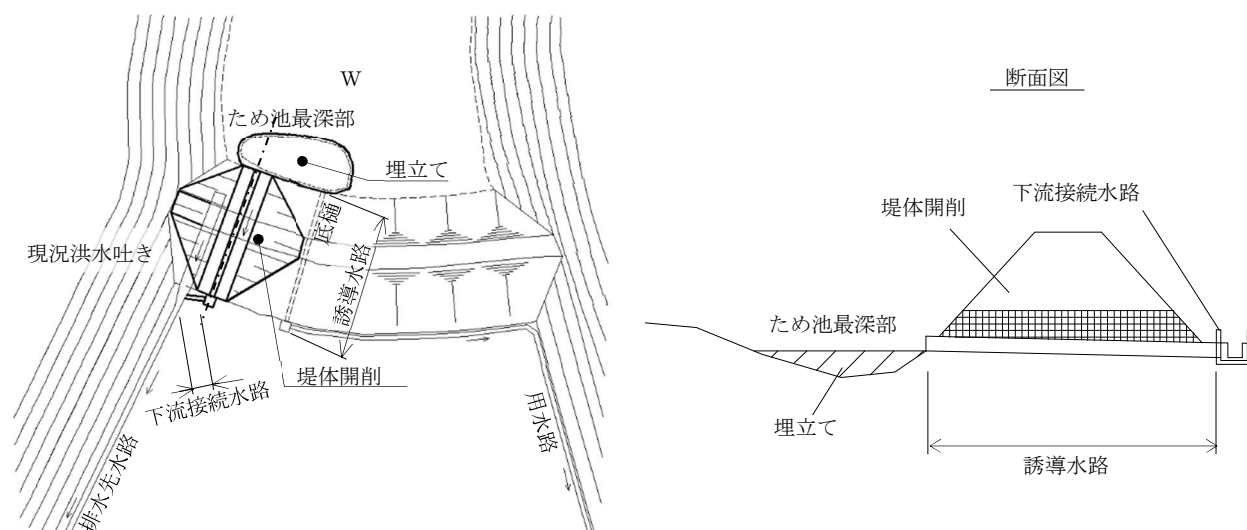 W
ため池最深部
埋立て
底樋
誘導水路
現況洪水吐き
堤体開削
下流接続水路
排水先水路
用水路
断面図
下流接続水路
堤体開削
ため池最深部
埋立て
誘導水路